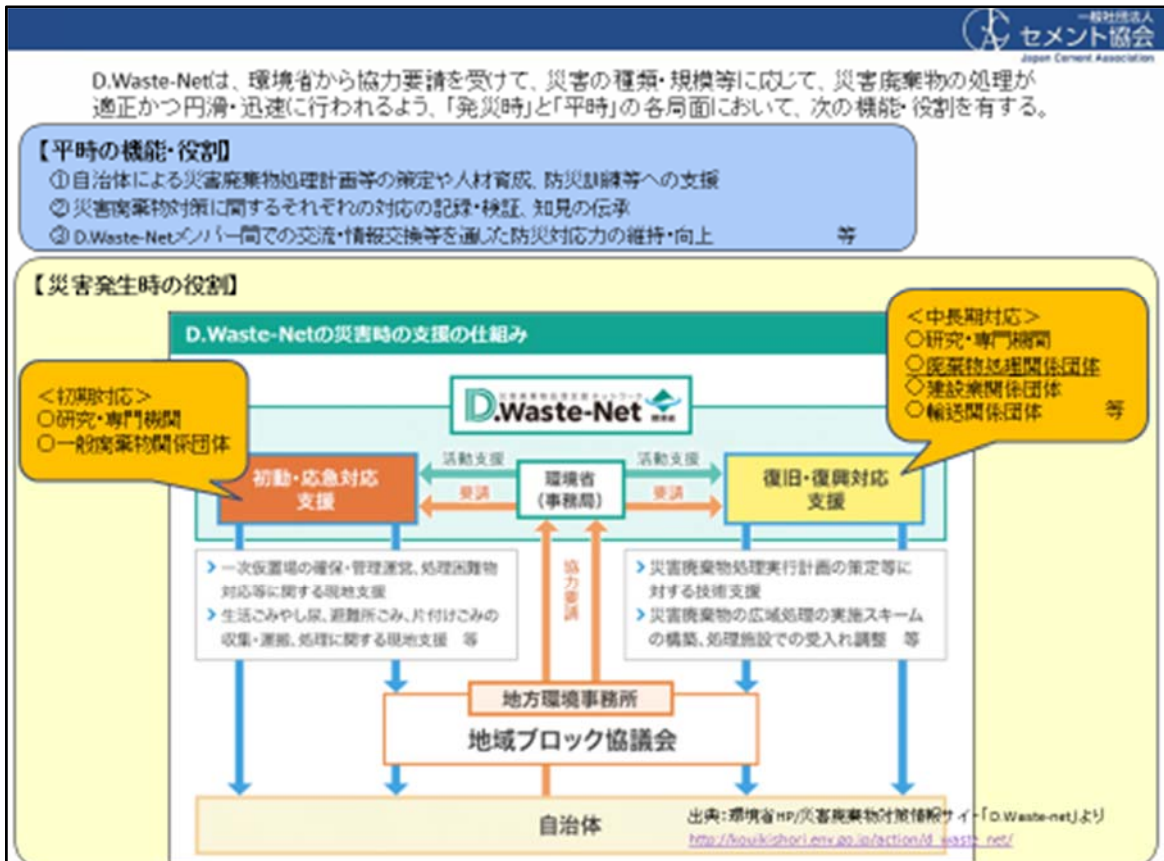 一般社団法人
セメント協会
Japan Cement Association
D.Waste-Netは、環境省から協力要請を受けて、災害の種類・規模等に応じて、災害廃棄物の処理が
適正かつ円滑・迅速に行われるよう、「発災時」と「平時」の各局面において、次の機能・役割を有する。
【平時の機能・役割】
①自治体による災害廃棄物処理計画等の策定や人材育成、防災訓練等への支援
②災害廃棄物対策に関するそれぞれの対応の記録・検証、知見の伝承
③D.Waste-Netメンバー間での交流・情報交換等を通じた防災対応力の維持・向上 等
【災害発生時の役割】
D.Waste-Netの災害時の支援の仕組み
<中長期対応>
○研究・専門機関
○廃棄物処理関係団体
○建設業関係団体
○輸送関係団体 等
<初期対応>
○研究・専門機関
○一般廃棄物関係団体
災害廃棄物処理支援ネットワーク
D.Waste-Net
環境省
初動・応急対応
支援
活動支援
要請
環境省
(事務局)
活動支援
要請
復旧・復興対応
支援
一次仮置場の確保・管理運営、処理困難物
対応等に関する現地支援
生活ごみやし尿、避難所ごみ、片付けごみの
収集・運搬、処理に関する現地支援 等
協力要請
災害廃棄物処理実行計画の策定等に
対する技術支援
災害廃棄物の広域処理の実施スキーム
の構築、処理施設での受入れ調整 等
地方環境事務所
地域ブロック協議会
自治体
出典:環境省HP/災害廃棄物対策情報サイ-「D.Waste-net」より
http://kouikishori.env.go.jp/action/d_waste_net/